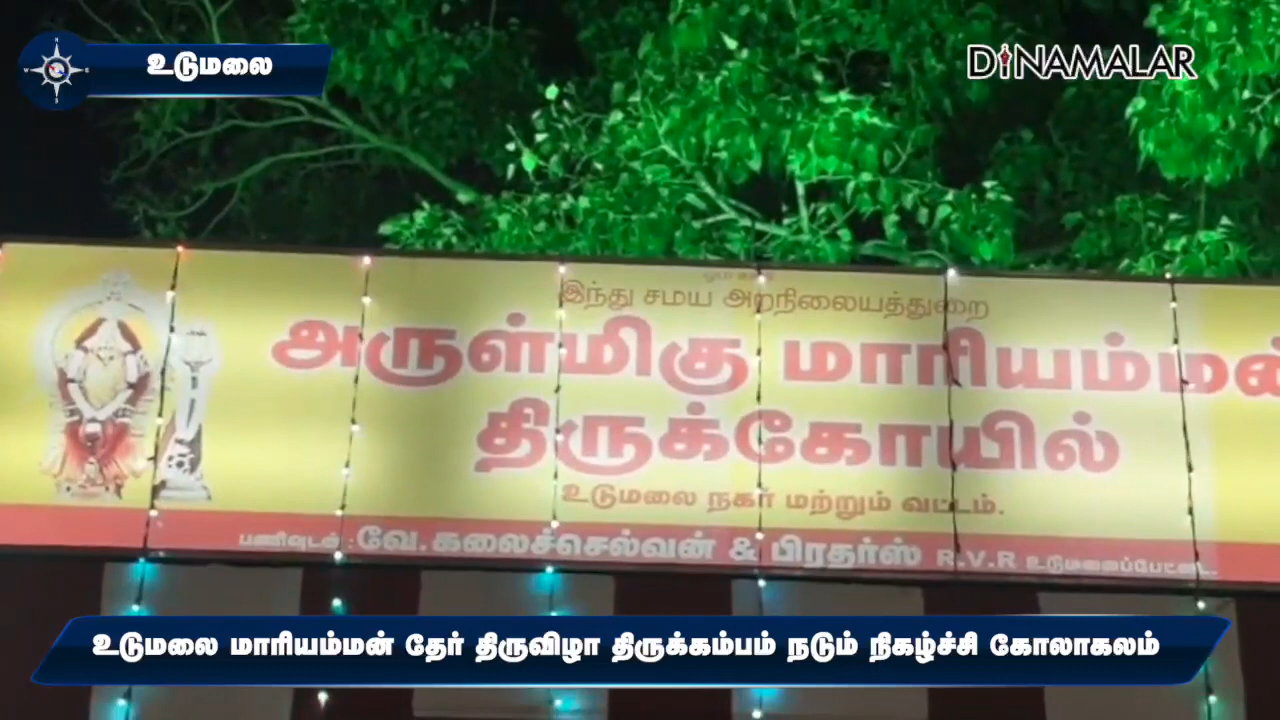 உடுமலை
DINAMALAR
இந்து சமய அறநிலையத்துறை
அருள்மிகு மாரியம்மன்
திருக்கோயில்
உடுமலை நகர் மற்றும் வட்டம்.
பணிவுடன் : வே.கலைச்செல்வன் & பிரதர்ஸ் R.V.R உடுமலைப்பேட்டை.
உடுமலை மாரியம்மன் தேர் திருவிழா திருக்கம்பம் நடும் நிகழ்ச்சி கோலாகலம்